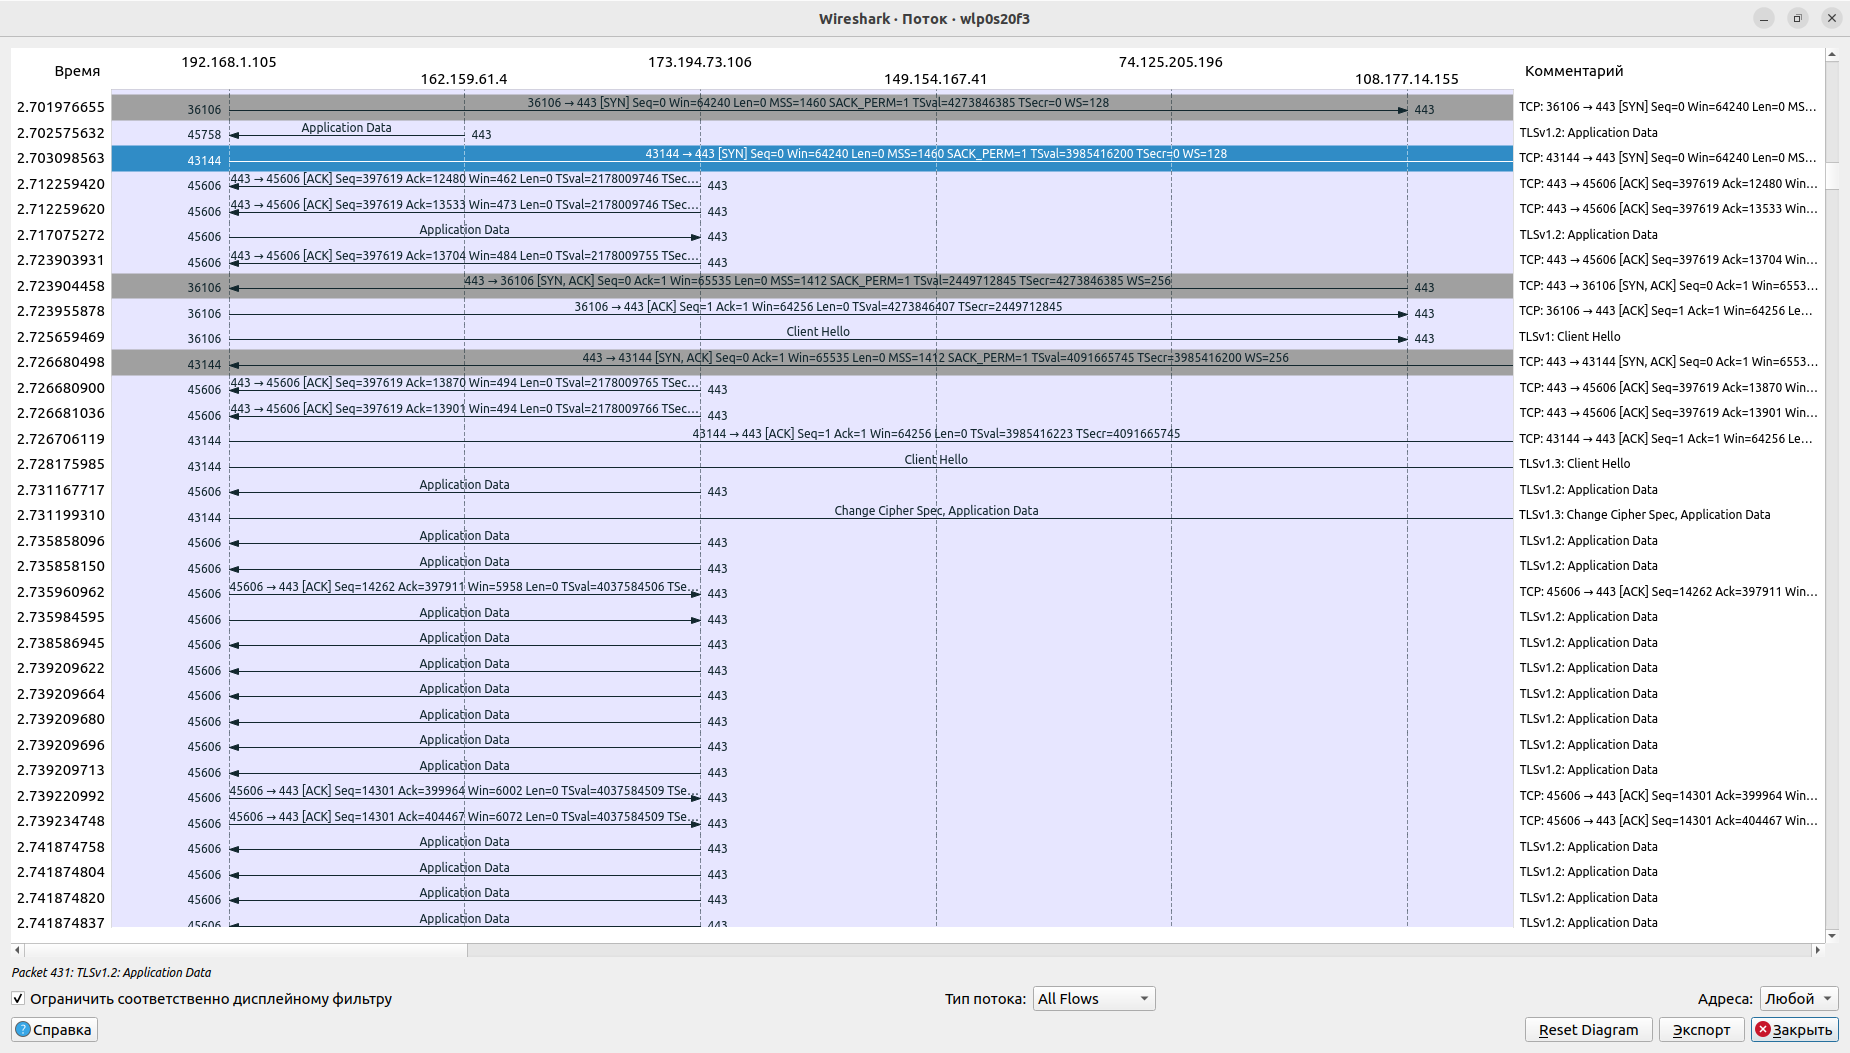 Wireshark · Поток · wlp0s20f3
192.168.1.105 173.194.73.106 74.125.205.196
Время 162.159.61.4 149.154.167.41 108.177.14.155 Комментарий
2.701976655 36106 36106 → 443 [SYN] Seq=0 Win=64240 Len=0 MSS=1460 SACK_PERM=1 TSval=4273846385 TSecr=0 WS=128 443 TCP: 36106 → 443 [SYN] Seq=0 Win=64240 Len=0 MS…
2.702575632 45758 Application Data 443 TLSv1.2: Application Data
2.703098563 43144 43144 → 443 [SYN] Seq=0 Win=64240 Len=0 MSS=1460 SACK_PERM=1 TSval=3985416200 TSecr=0 WS=128 TCP: 43144 → 443 [SYN] Seq=0 Win=64240 Len=0 MS…
2.712259420 45606 443 → 45606 [ACK] Seq=397619 Ack=12480 Win=462 Len=0 TSval=2178009746 TSec… 443 TCP: 443 → 45606 [ACK] Seq=397619 Ack=12480 Win…
2.712259620 45606 443 → 45606 [ACK] Seq=397619 Ack=13533 Win=473 Len=0 TSval=2178009746 TSec… 443 TCP: 443 → 45606 [ACK] Seq=397619 Ack=13533 Win…
2.717075272 45606 Application Data 443 TLSv1.2: Application Data
2.723903931 45606 443 → 45606 [ACK] Seq=397619 Ack=13704 Win=484 Len=0 TSval=2178009755 TSec… 443 TCP: 443 → 45606 [ACK] Seq=397619 Ack=13704 Win…
2.723904458 36106 443 → 36106 [SYN, ACK] Seq=0 Ack=1 Win=65535 Len=0 MSS=1412 SACK_PERM=1 TSval=2449712845 TSecr=4273846385 WS=256 443 TCP: 443 → 36106 [SYN, ACK] Seq=0 Ack=1 Win=6553…
2.723955878 36106 36106 → 443 [ACK] Seq=1 Ack=1 Win=64256 Len=0 TSval=4273846407 TSecr=2449712845 443 TCP: 36106 → 443 [ACK] Seq=1 Ack=1 Win=64256 Le…
2.725659469 36106 Client Hello 443 TLSv1: Client Hello
2.726680498 43144 443 → 43144 [SYN, ACK] Seq=0 Ack=1 Win=65535 Len=0 MSS=1412 SACK_PERM=1 TSval=4091665745 TSecr=3985416200 WS=256 TCP: 443 → 43144 [SYN, ACK] Seq=0 Ack=1 Win=6553…
2.726680900 45606 443 → 45606 [ACK] Seq=397619 Ack=13870 Win=494 Len=0 TSval=2178009765 TSec… 443 TCP: 443 → 45606 [ACK] Seq=397619 Ack=13870 Win…
2.726681036 45606 443 → 45606 [ACK] Seq=397619 Ack=13901 Win=494 Len=0 TSval=2178009766 TSec… 443 TCP: 443 → 45606 [ACK] Seq=397619 Ack=13901 Win…
2.726706119 43144 43144 → 443 [ACK] Seq=1 Ack=1 Win=64256 Len=0 TSval=3985416223 TSecr=4091665745 TCP: 43144 → 443 [ACK] Seq=1 Ack=1 Win=64256 Le…
2.728175985 43144 Client Hello TLSv1.3: Client Hello
2.731167717 45606 Application Data 443 TLSv1.2: Application Data
2.731199310 43144 Change Cipher Spec, Application Data TLSv1.3: Change Cipher Spec, Application Data
2.735858096 45606 Application Data 443 TLSv1.2: Application Data
2.735858150 45606 Application Data 443 TLSv1.2: Application Data
2.735960962 45606 45606 → 443 [ACK] Seq=14262 Ack=397911 Win=5958 Len=0 TSval=4037584506 TSe… 443 TCP: 45606 → 443 [ACK] Seq=14262 Ack=397911 Win…
2.735984595 45606 Application Data 443 TLSv1.2: Application Data
2.738586945 45606 Application Data 443 TLSv1.2: Application Data
2.739209622 45606 Application Data 443 TLSv1.2: Application Data
2.739209664 45606 Application Data 443 TLSv1.2: Application Data
2.739209680 45606 Application Data 443 TLSv1.2: Application Data
2.739209696 45606 Application Data 443 TLSv1.2: Application Data
2.739209713 45606 Application Data 443 TLSv1.2: Application Data
2.739220992 45606 45606 → 443 [ACK] Seq=14301 Ack=399964 Win=6002 Len=0 TSval=4037584509 TSe… 443 TCP: 45606 → 443 [ACK] Seq=14301 Ack=399964 Win…
2.739234748 45606 45606 → 443 [ACK] Seq=14301 Ack=404467 Win=6072 Len=0 TSval=4037584509 TSe… 443 TCP: 45606 → 443 [ACK] Seq=14301 Ack=404467 Win…
2.741874758 45606 Application Data 443 TLSv1.2: Application Data
2.741874804 45606 Application Data 443 TLSv1.2: Application Data
2.741874820 45606 Application Data 443 TLSv1.2: Application Data
2.741874837 45606 Application Data 443 TLSv1.2: Application Data
Packet 431: TLSv1.2: Application Data
Ограничить соответственно дисплейному фильтру Тип потока: All Flows Адреса: Любой
Справка Reset Diagram Экспорт Закрыть